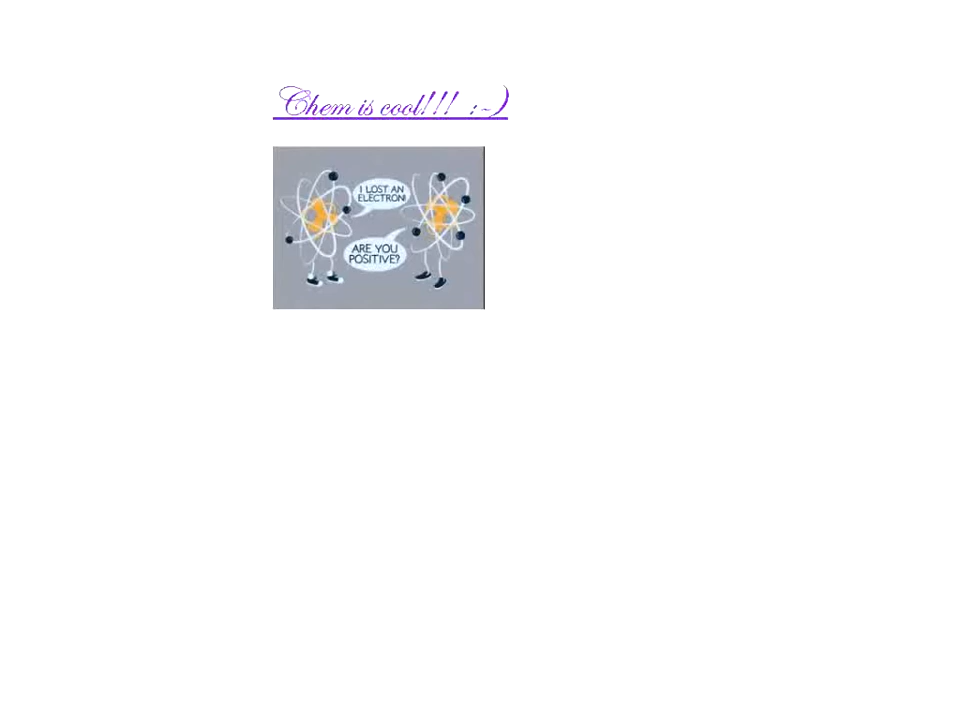 Chem is cool!!! :-)
I LOST AN
ELECTRON!
ARE YOU
POSITIVE?